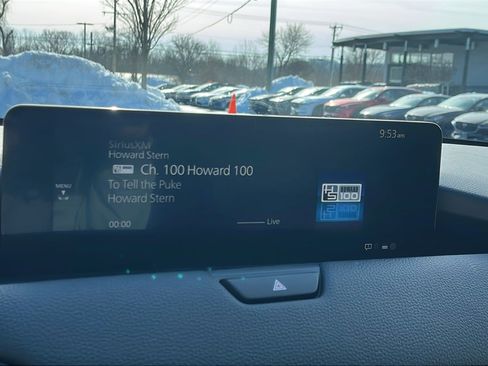 SiriusXM
9:53am
Howard Stern
Ch. 100 Howard 100
To Tell the Puke
Howard Stern
MENU
00:00
Live
HOWARD
100